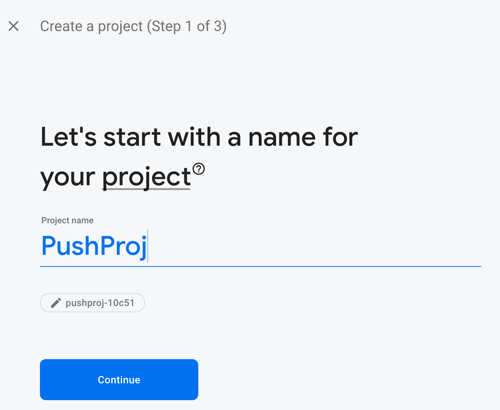 Create a project (Step 1 of 3)
Let's start with a name for
your project
Project name
PushProj
pushproj-10c51
Continue